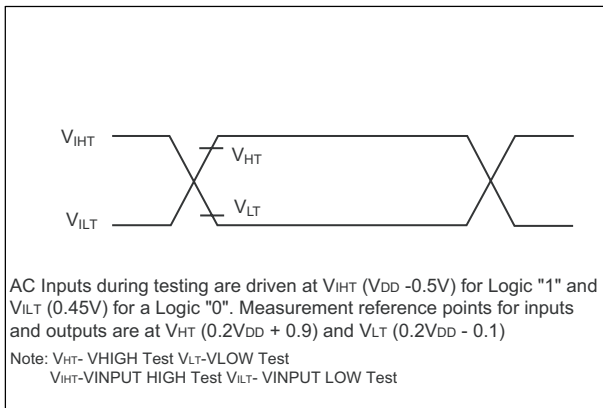 VIHT
VHT
VLT
VILT
AC Inputs during testing are driven at VIHT (VDD -0.5V) for Logic "1" and
VILT (0.45V) for a Logic "0". Measurement reference points for inputs
and outputs are at VHT (0.2VDD + 0.9) and VLT (0.2VDD - 0.1)
Note: VHT- VHIGH Test VLT-VLOW Test
VIHT-VINPUT HIGH Test VILT- VINPUT LOW Test